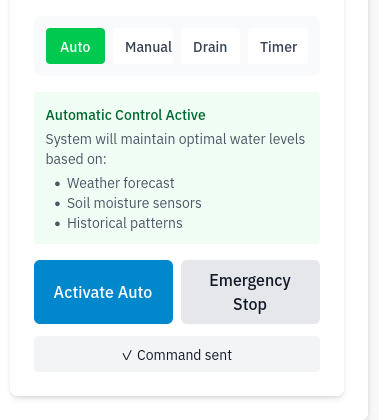 Auto Manual Drain Timer
Automatic Control Active
System will maintain optimal water levels
based on:
• Weather forecast
• Soil moisture sensors
• Historical patterns
Activate Auto
Emergency
Stop
✓ Command sent